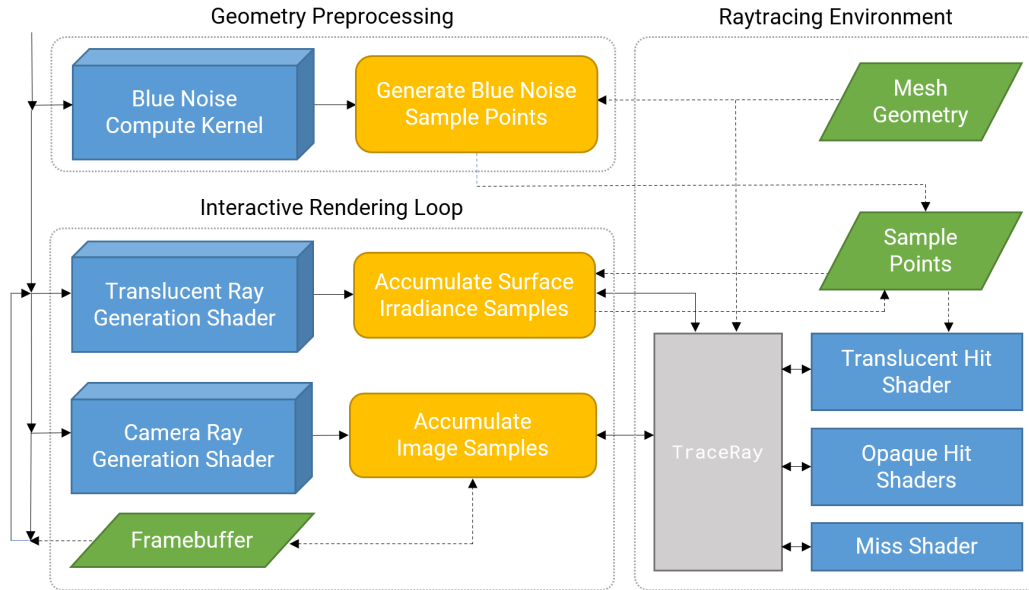 Geometry Preprocessing
Raytracing Environment
Blue Noise
Compute Kernel
Generate Blue Noise
Sample Points
Mesh
Geometry
Interactive Rendering Loop
Sample
Points
Translucent Ray
Generation Shader
Accumulate Surface
Irradiance Samples
Translucent Hit
Shader
Camera Ray
Generation Shader
Accumulate
Image Samples
TraceRay
Opaque Hit
Shaders
Framebuffer
Miss Shader